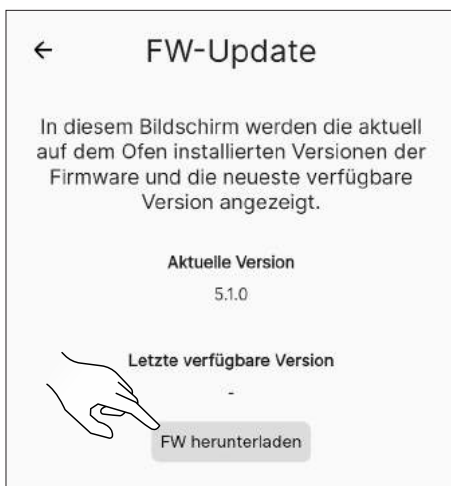 FW-Update
In diesem Bildschirm werden die aktuell
auf dem Ofen installierten Versionen der
Firmware und die neueste verfügbare
Version angezeigt.
Aktuelle Version
5.1.0
Letzte verfügbare Version
-
FW herunterladen